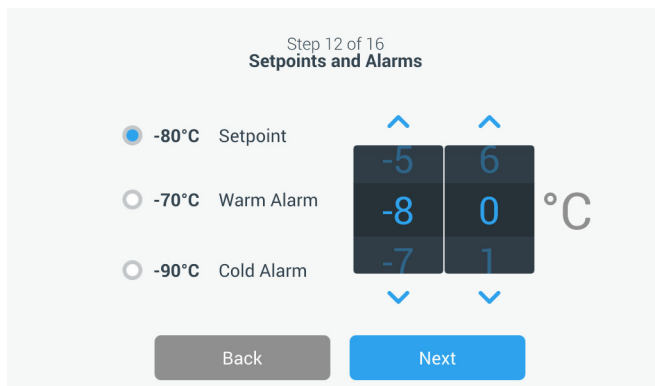 Step 12 of 16
Setpoints and Alarms
-80°C Setpoint
-70°C Warm Alarm
-90°C Cold Alarm
-5 6
-8 0 °C
-7 1
Back Next